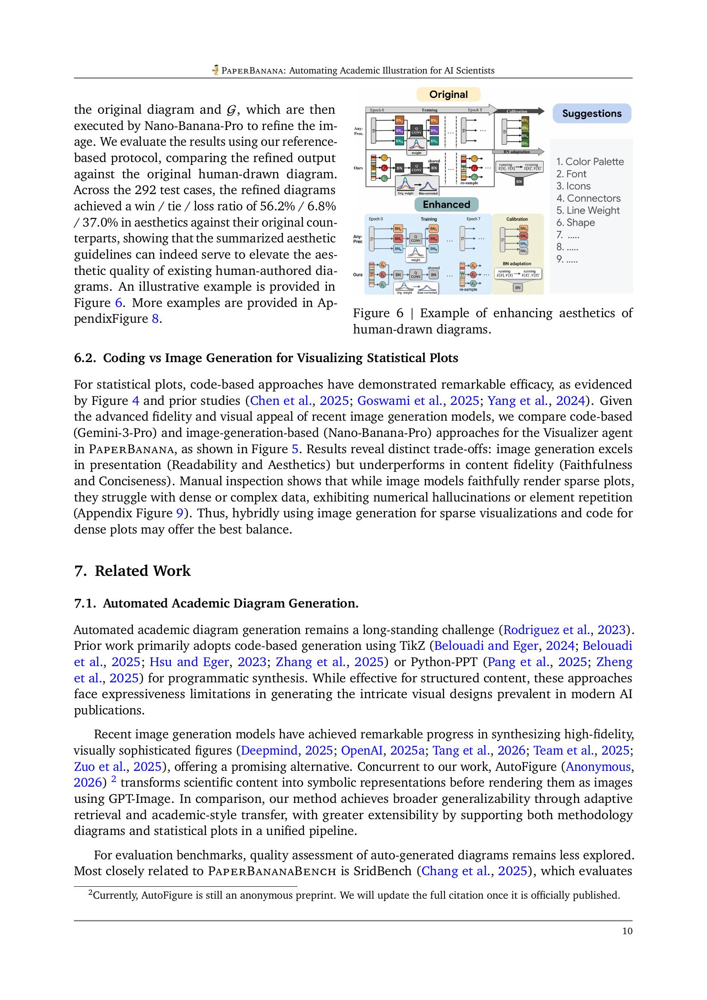 PAPERBANANA: Automating Academic Illustration for AI Scientists
the original diagram and 𝒢, which are then
executed by Nano-Banana-Pro to refine the im-
age. We evaluate the results using our reference-
based protocol, comparing the refined output
against the original human-drawn diagram.
Across the 292 test cases, the refined diagrams
achieved a win / tie / loss ratio of 56.2% / 6.8%
/ 37.0% in aesthetics against their original coun-
terparts, showing that the summarized aesthetic
guidelines can indeed serve to elevate the aes-
thetic quality of existing human-authored dia-
grams. An illustrative example is provided in
Figure 6. More examples are provided in Ap-
pendixFigure 8.
Original
Epoch 0 Training Epoch T Calibration
Any-
Prec.
D BN2 BN4 BN8 Q CONV BN2 BN4 BN8 ... D ... D
weight
BN adaptation
Ours
D BN Q CONV shared BN ... D ...
running E[X], V[X] running E[X]', V[X]'
BN
re-sample
Org. weight Bias-corrected
Enhanced
Epoch 0 Training Epoch T Calibration
Any-
Prec
D BN2 BN4 BN6 Q CONV BN2 BN4 BN8 ... D ... D BN3 BN5 BN6 BN7
weight
BN adaptation
Ours
D BN Q CONV shared BN ... D ...
running E[X], V[X] running E[X]', V[X]'
BN
re-sample
Org. weight Bias-corrected
Suggestions
1. Color Palette
2. Font
3. Icons
4. Connectors
5. Line Weight
6. Shape
7. .....
8. .....
9. .....
Figure 6 | Example of enhancing aesthetics of
human-drawn diagrams.
6.2. Coding vs Image Generation for Visualizing Statistical Plots
For statistical plots, code-based approaches have demonstrated remarkable efficacy, as evidenced
by Figure 4 and prior studies (Chen et al., 2025; Goswami et al., 2025; Yang et al., 2024). Given
the advanced fidelity and visual appeal of recent image generation models, we compare code-based
(Gemini-3-Pro) and image-generation-based (Nano-Banana-Pro) approaches for the Visualizer agent
in PAPERBANANA, as shown in Figure 5. Results reveal distinct trade-offs: image generation excels
in presentation (Readability and Aesthetics) but underperforms in content fidelity (Faithfulness
and Conciseness). Manual inspection shows that while image models faithfully render sparse plots,
they struggle with dense or complex data, exhibiting numerical hallucinations or element repetition
(Appendix Figure 9). Thus, hybridly using image generation for sparse visualizations and code for
dense plots may offer the best balance.
7. Related Work
7.1. Automated Academic Diagram Generation.
Automated academic diagram generation remains a long-standing challenge (Rodriguez et al., 2023).
Prior work primarily adopts code-based generation using TikZ (Belouadi and Eger, 2024; Belouadi
et al., 2025; Hsu and Eger, 2023; Zhang et al., 2025) or Python-PPT (Pang et al., 2025; Zheng
et al., 2025) for programmatic synthesis. While effective for structured content, these approaches
face expressiveness limitations in generating the intricate visual designs prevalent in modern AI
publications.
Recent image generation models have achieved remarkable progress in synthesizing high-fidelity,
visually sophisticated figures (Deepmind, 2025; OpenAI, 2025a; Tang et al., 2026; Team et al., 2025;
Zuo et al., 2025), offering a promising alternative. Concurrent to our work, AutoFigure (Anonymous,
2026) 2 transforms scientific content into symbolic representations before rendering them as images
using GPT-Image. In comparison, our method achieves broader generalizability through adaptive
retrieval and academic-style transfer, with greater extensibility by supporting both methodology
diagrams and statistical plots in a unified pipeline.
For evaluation benchmarks, quality assessment of auto-generated diagrams remains less explored.
Most closely related to PAPERBANANABENCH is SridBench (Chang et al., 2025), which evaluates
2Currently, AutoFigure is still an anonymous preprint. We will update the full citation once it is officially published.
10